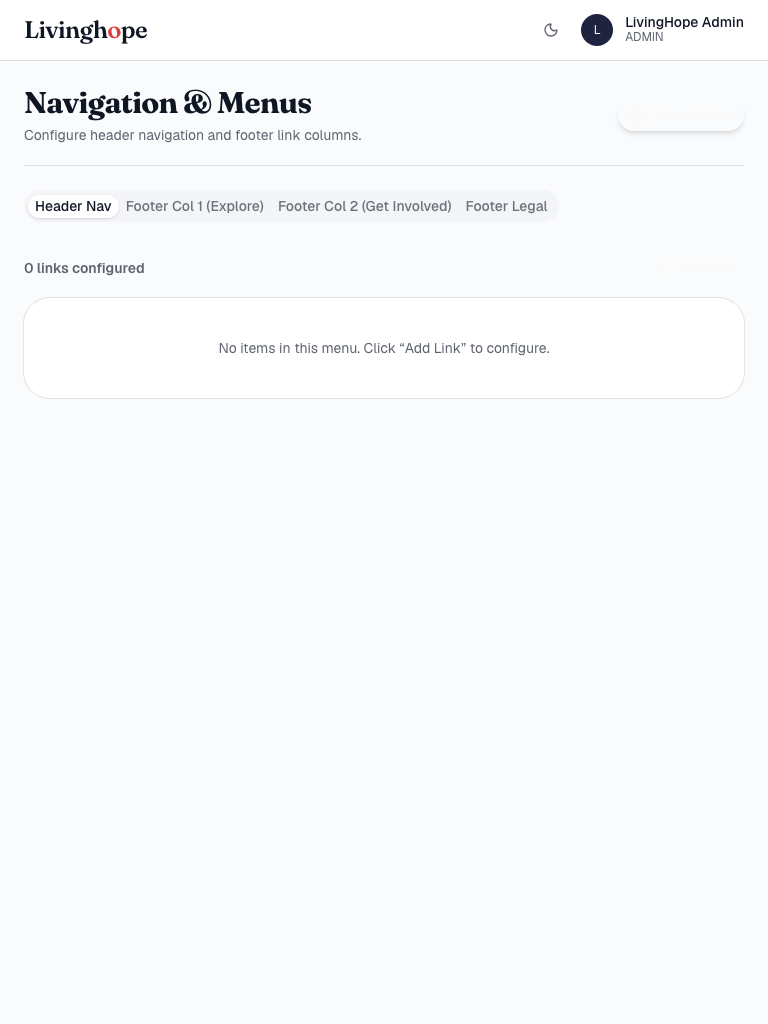 Livinghope
L
LivingHope Admin
ADMIN
Navigation & Menus
Configure header navigation and footer link columns.
Header Nav
Footer Col 1 (Explore)
Footer Col 2 (Get Involved)
Footer Legal
0 links configured
No items in this menu. Click “Add Link” to configure.